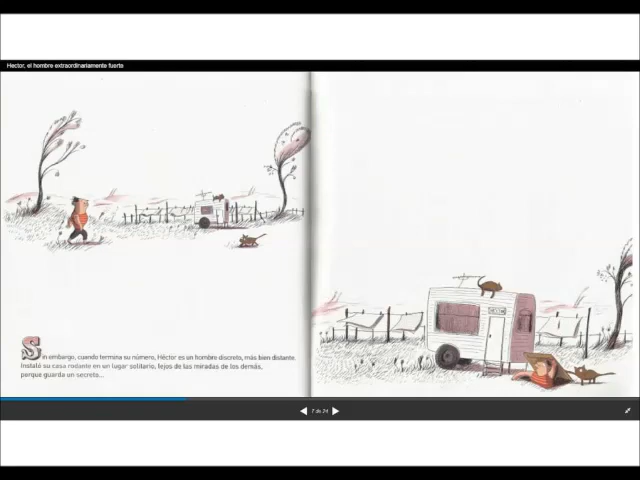 Hector, el hombre extraordinariamente fuerte
Sin embargo, cuando termina su número, Héctor es un hombre discreto, más bien distante.
Instaló su casa rodante en un lugar solitario, lejos de las miradas de los demás,
porque guarda un secreto...
7 de 24